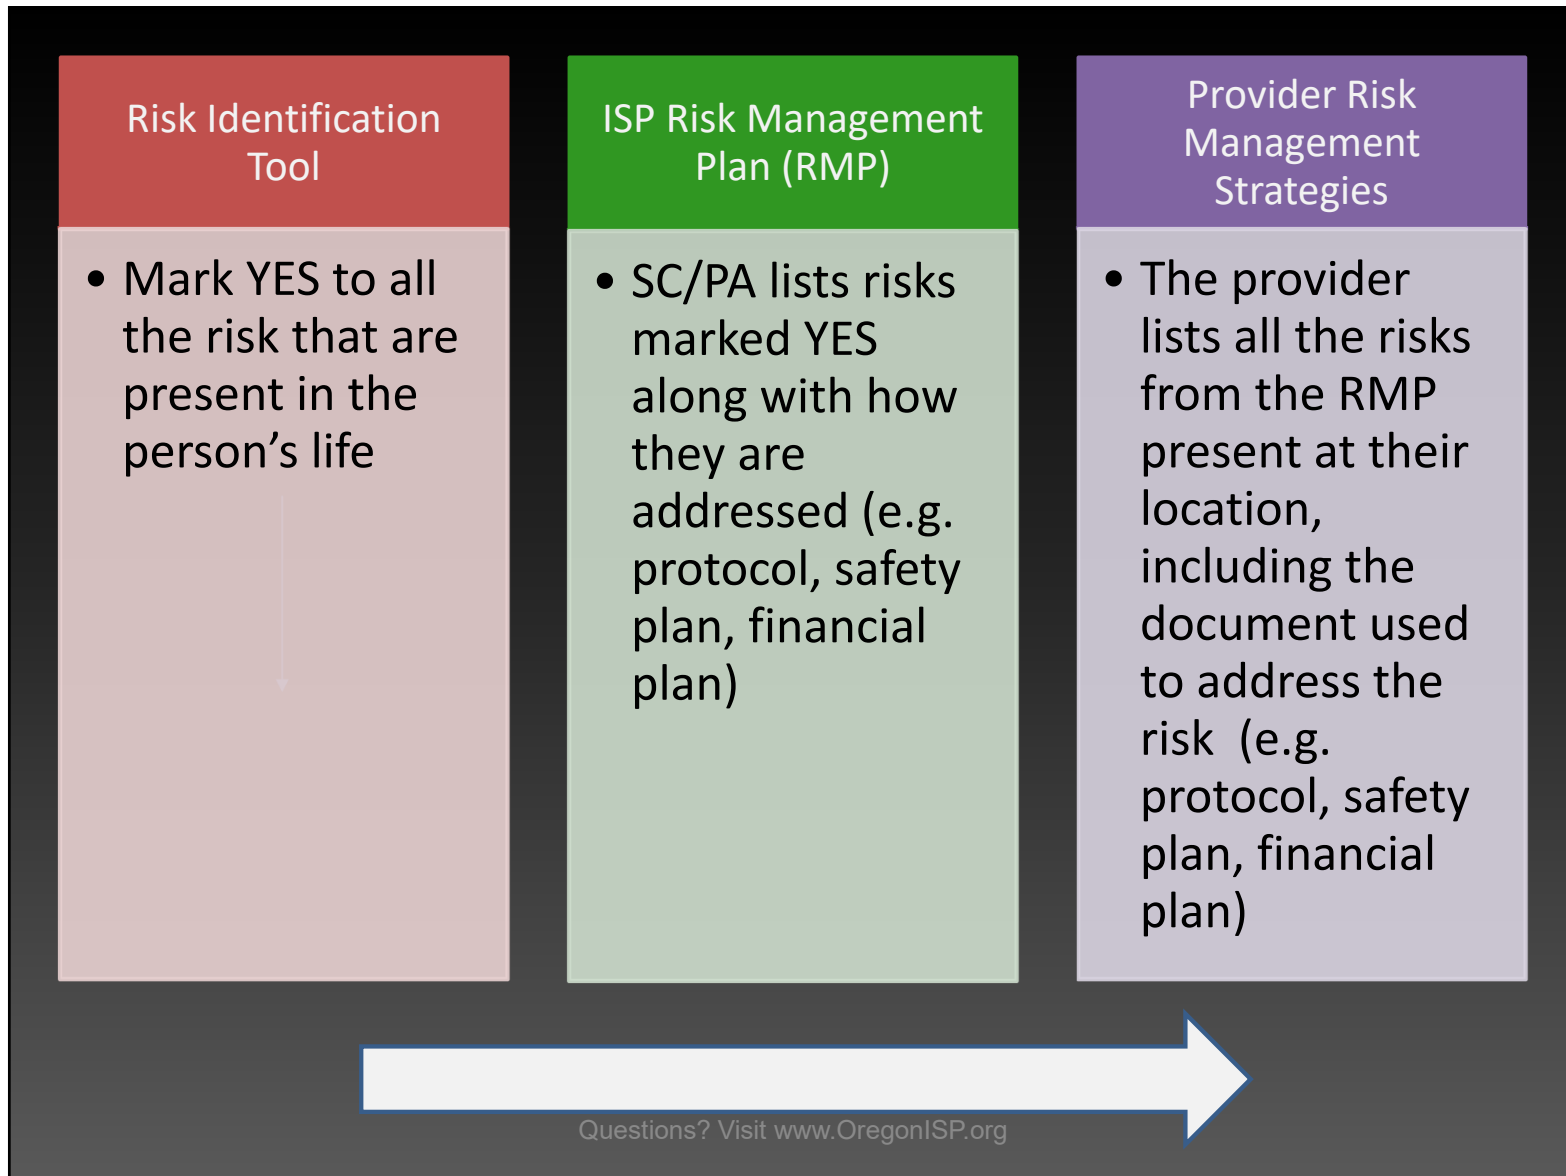 Risk Identification
Tool
• Mark YES to all
the risk that are
present in the
person’s life
ISP Risk Management
Plan (RMP)
• SC/PA lists risks
marked YES
along with how
they are
addressed (e.g.
protocol, safety
plan, financial
plan)
Provider Risk
Management
Strategies
• The provider
lists all the risks
from the RMP
present at their
location,
including the
document used
to address the
risk  (e.g.
protocol, safety
plan, financial
plan)
Questions? Visit www.OregonISP.org